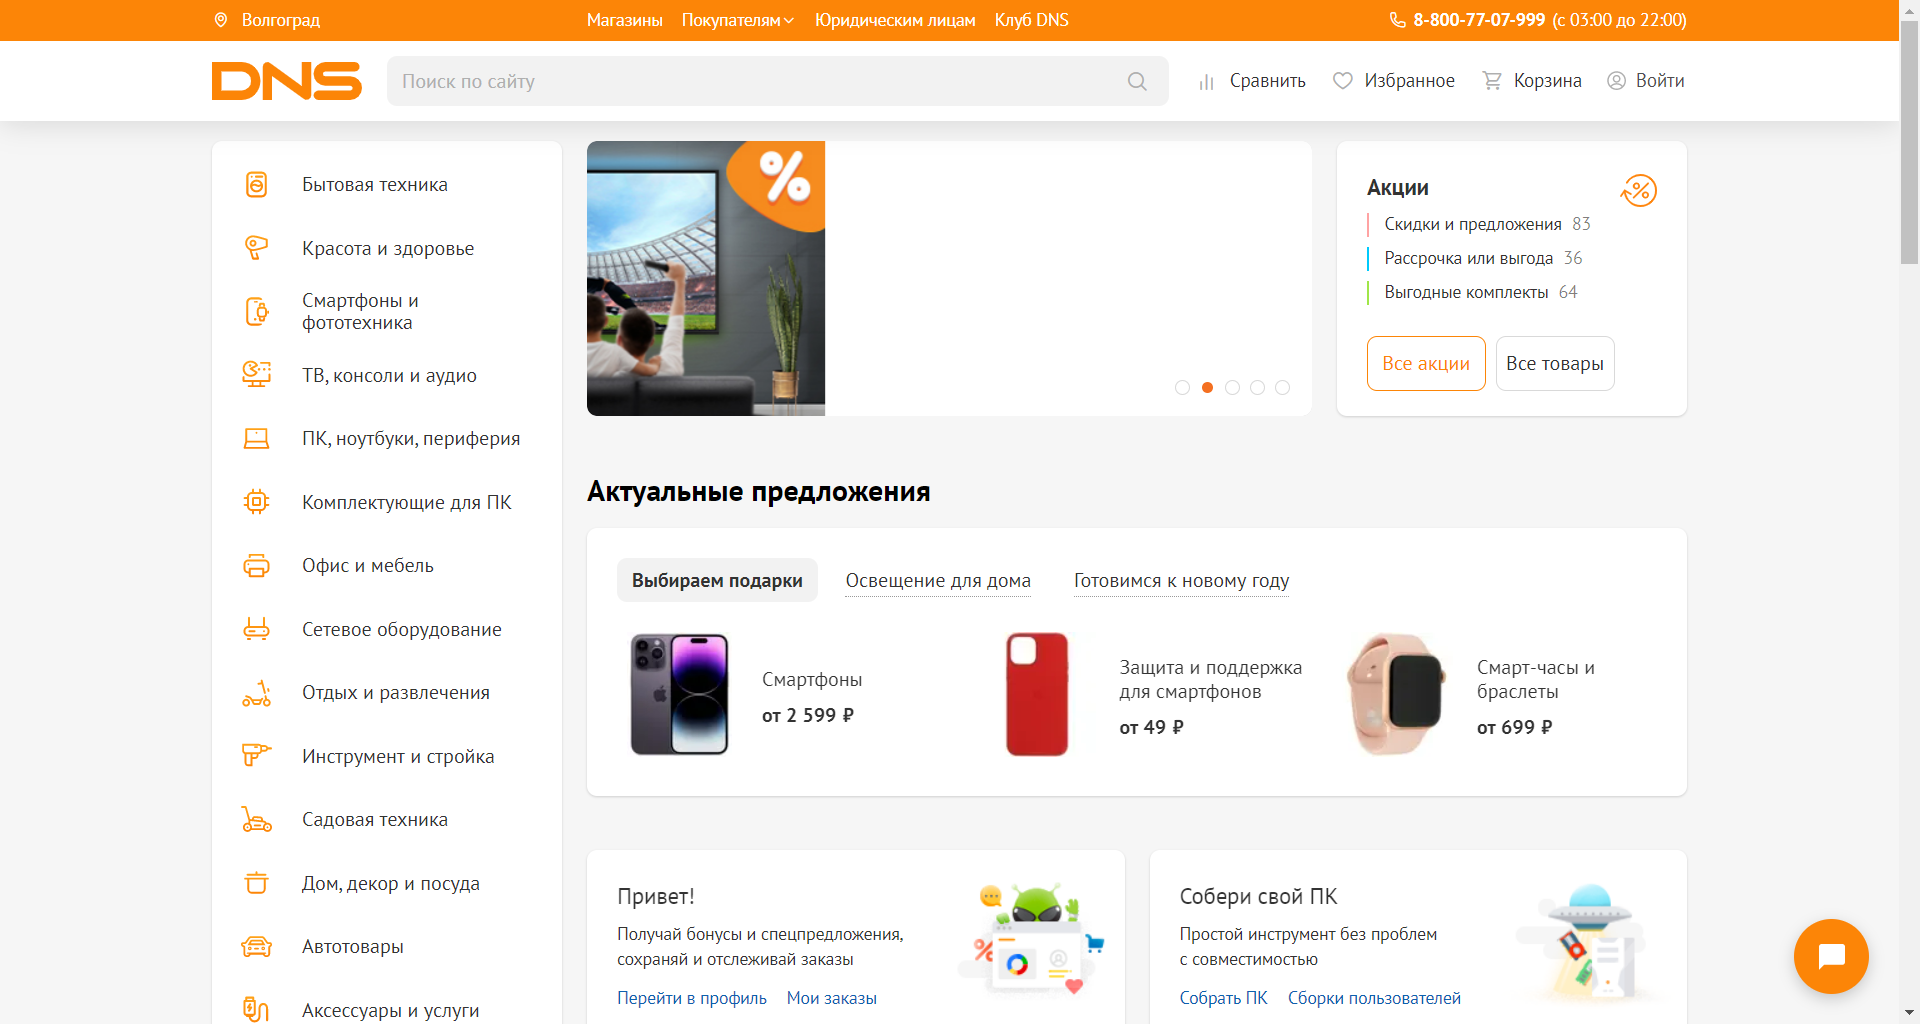 Волгоград
Магазины Покупателям Юридическим лицам Клуб DNS
8-800-77-07-999 (с 03:00 до 22:00)
DNS
Поиск по сайту
Сравнить Избранное Корзина Войти
Бытовая техника
Красота и здоровье
Смартфоны и
фототехника
ТВ, консоли и аудио
ПК, ноутбуки, периферия
Комплектующие для ПК
Офис и мебель
Сетевое оборудование
Отдых и развлечения
Инструмент и стройка
Садовая техника
Дом, декор и посуда
Автотовары
Аксессуары и услуги
%
Акции
%
Скидки и предложения 83
Рассрочка или выгода 36
Выгодные комплекты 64
Все акции Все товары
Актуальные предложения
Выбираем подарки Освещение для дома Готовимся к новому году
Смартфоны
от 2 599 ₽
Защита и поддержка
для смартфонов
от 49 ₽
Смарт-часы и
браслеты
от 699 ₽
Привет!
Получай бонусы и спецпредложения,
сохраняй и отслеживай заказы
Перейти в профиль Мои заказы
%
Собери свой ПК
Простой инструмент без проблем
с совместимостью
Собрать ПК Сборки пользователей